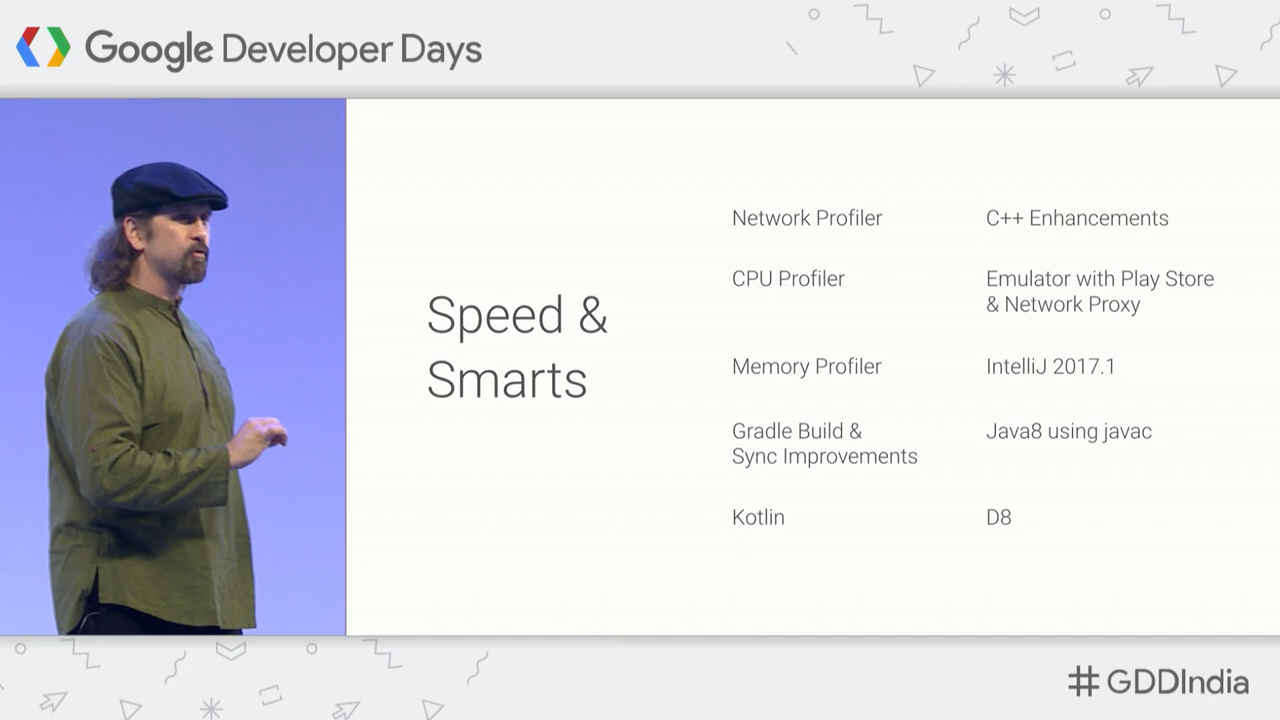 Google Developer Days
Speed &
Smarts
Network Profiler
CPU Profiler
Memory Profiler
Gradle Build &
Sync Improvements
Kotlin
C++ Enhancements
Emulator with Play Store
& Network Proxy
IntelliJ 2017.1
Java8 using javac
D8
#GDDIndia